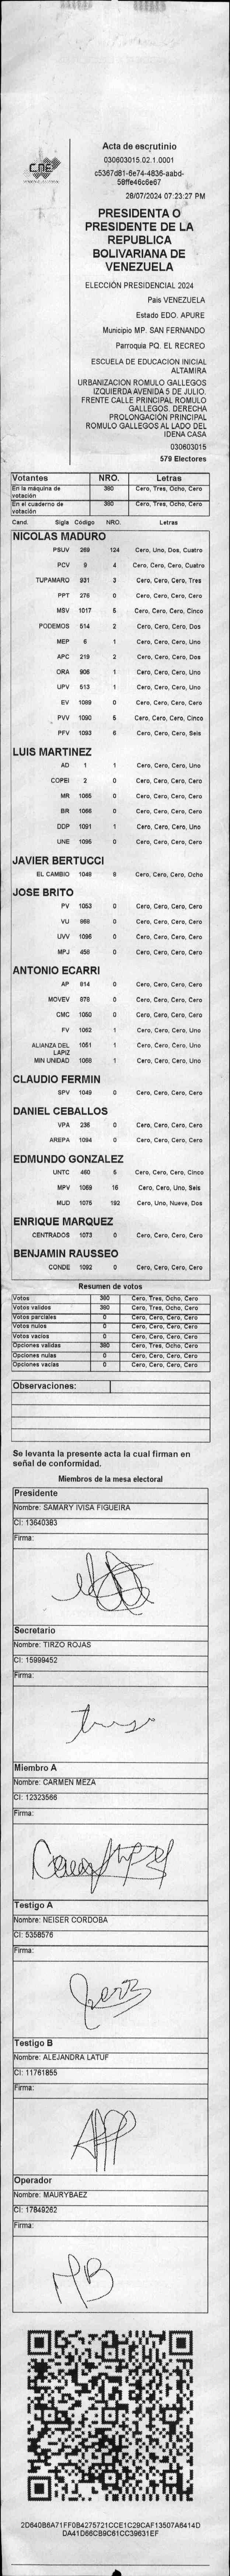 CNE
Acta de escrutinio
030603015.02.1.0001
c5367d81-6e74-4836-aabd-
58ffe46c6e67
28/07/2024 07:23:27 PM
PRESIDENTA O
PRESIDENTE DE LA
REPUBLICA
BOLIVARIANA DE
VENEZUELA
ELECCIÓN PRESIDENCIAL 2024
Pais VENEZUELA
Estado EDO. APURE
Municipio MP. SAN FERNANDO
Parroquia PQ. EL RECREO
ESCUELA DE EDUCACION INICIAL
ALTAMIRA
URBANIZACION ROMULO GALLEGOS
IZQUIERDA AVENIDA 5 DE JULIO.
FRENTE CALLE PRINCIPAL ROMULO
GALLEGOS. DERECHA
PROLONGACIÓN PRINCIPAL
ROMULO GALLEGOS AL LADO DEL
IDENA CASA
030603015
579 Electores
Votantes NRO. Letras
En la máquina de votación 380 Cero, Tres, Ocho, Cero
En el cuaderno de votación 380 Cero, Tres, Ocho, Cero
Cand. Sigla Código NRO. Letras
NICOLAS MADURO
PSUV 269 124 Cero, Uno, Dos, Cuatro
PCV 9 4 Cero, Cero, Cero, Cuatro
TUPAMARO 931 3 Cero, Cero, Cero, Tres
PPT 276 0 Cero, Cero, Cero, Cero
MSV 1017 5 Cero, Cero, Cero, Cinco
PODEMOS 514 2 Cero, Cero, Cero, Dos
MEP 6 1 Cero, Cero, Cero, Uno
APC 219 2 Cero, Cero, Cero, Dos
ORA 906 1 Cero, Cero, Cero, Uno
UPV 513 1 Cero, Cero, Cero, Uno
EV 1089 0 Cero, Cero, Cero, Cero
PVV 1090 5 Cero, Cero, Cero, Cinco
PFV 1093 6 Cero, Cero, Cero, Seis
LUIS MARTINEZ
AD 1 1 Cero, Cero, Cero, Uno
COPEI 2 0 Cero, Cero, Cero, Cero
MR 1065 0 Cero, Cero, Cero, Cero
BR 1066 0 Cero, Cero, Cero, Cero
DDP 1091 1 Cero, Cero, Cero, Uno
UNE 1095 0 Cero, Cero, Cero, Cero
JAVIER BERTUCCI
EL CAMBIO 1048 8 Cero, Cero, Cero, Ocho
JOSE BRITO
PV 1053 0 Cero, Cero, Cero, Cero
VU 868 0 Cero, Cero, Cero, Cero
UVV 1096 0 Cero, Cero, Cero, Cero
MPJ 458 0 Cero, Cero, Cero, Cero
ANTONIO ECARRI
AP 814 0 Cero, Cero, Cero, Cero
MOVEV 878 0 Cero, Cero, Cero, Cero
CMC 1050 0 Cero, Cero, Cero, Cero
FV 1062 1 Cero, Cero, Cero, Uno
ALIANZA DEL LAPIZ 1051 1 Cero, Cero, Cero, Uno
MIN UNIDAD 1068 1 Cero, Cero, Cero, Uno
CLAUDIO FERMIN
SPV 1049 0 Cero, Cero, Cero, Cero
DANIEL CEBALLOS
VPA 236 0 Cero, Cero, Cero, Cero
AREPA 1094 0 Cero, Cero, Cero, Cero
EDMUNDO GONZALEZ
UNTC 460 5 Cero, Cero, Cero, Cinco
MPV 1069 16 Cero, Cero, Uno, Seis
MUD 1075 192 Cero, Uno, Nueve, Dos
ENRIQUE MARQUEZ
CENTRADOS 1073 0 Cero, Cero, Cero, Cero
BENJAMIN RAUSSEO
CONDE 1092 0 Cero, Cero, Cero, Cero
Resumen de votos
Votos 380 Cero, Tres, Ocho, Cero
Votos validos 380 Cero, Tres, Ocho, Cero
Votos parciales 0 Cero, Cero, Cero, Cero
Votos nulos 0 Cero, Cero, Cero, Cero
Votos vacios 0 Cero, Cero, Cero, Cero
Opciones validas 380 Cero, Tres, Ocho, Cero
Opciones nulas 0 Cero, Cero, Cero, Cero
Opciones vacias 0 Cero, Cero, Cero, Cero
Observaciones:
Se levanta la presente acta la cual firman en
señal de conformidad.
Miembros de la mesa electoral
Presidente
Nombre: SAMARY IVISA FIGUEIRA
CI: 13640383
Firma:
Secretario
Nombre: TIRZO ROJAS
CI: 15999452
Firma:
Miembro A
Nombre: CARMEN MEZA
CI: 12323566
Firma:
Testigo A
Nombre: NEISER CORDOBA
CI: 5358576
Firma:
Testigo B
Nombre: ALEJANDRA LATUF
CI: 11761855
Firma:
Operador
Nombre: MAURYBAEZ
CI: 17849262
Firma:
MB
2D640B6A71FF0B4275721CCE1C29CAF13507A6414D
DA41D66CB9C61CC39631EF